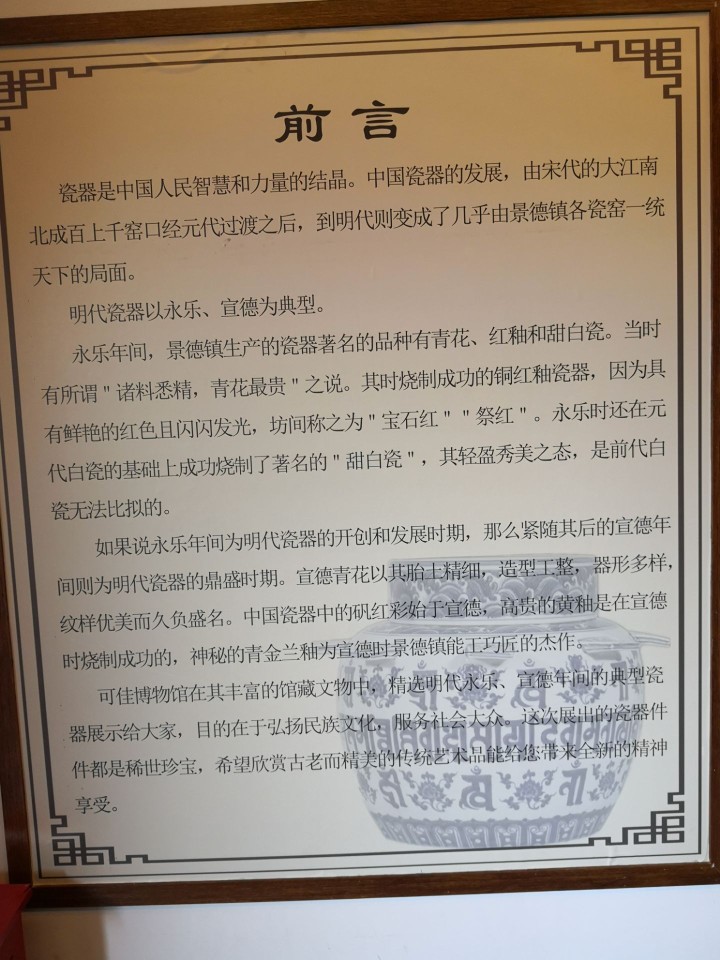 前言
瓷器是中国人民智慧和力量的结晶。中国瓷器的发展，由宋代的大江南
北成百上千窑口经元代过渡之后，到明代则变成了几乎由景德镇各瓷窑一统
天下的局面。
明代瓷器以永乐、宣德为典型。
永乐年间，景德镇生产的瓷器著名的品种有青花、红釉和甜白瓷。当时
有所谓"诸料悉精，青花最贵"之说。其时烧制成功的铜红釉瓷器，因为具
有鲜艳的红色且闪闪发光，坊间称之为"宝石红""祭红"。永乐时还在元
代白瓷的基础上成功烧制了著名的"甜白瓷"，其轻盈秀美之态，是前代白
瓷无法比拟的。
如果说永乐年间为明代瓷器的开创和发展时期，那么紧随其后的宣德年
间则为明代瓷器的鼎盛时期。宣德青花以其胎土精细，造型工整，器形多样，
纹样优美而久负盛名。中国瓷器中的矾红彩始于宣德，高贵的黄釉是在宣德
时烧制成功的，神秘的青金兰釉为宣德时景德镇能工巧匠的杰作。
可佳博物馆在其丰富的馆藏文物中，精选明代永乐、宣德年间的典型瓷
器展示给大家，目的在于弘扬民族文化，服务社会大众。这次展出的瓷器件
件都是稀世珍宝，希望欣赏古老而精美的传统艺术品能给您带来全新的精神
享受。